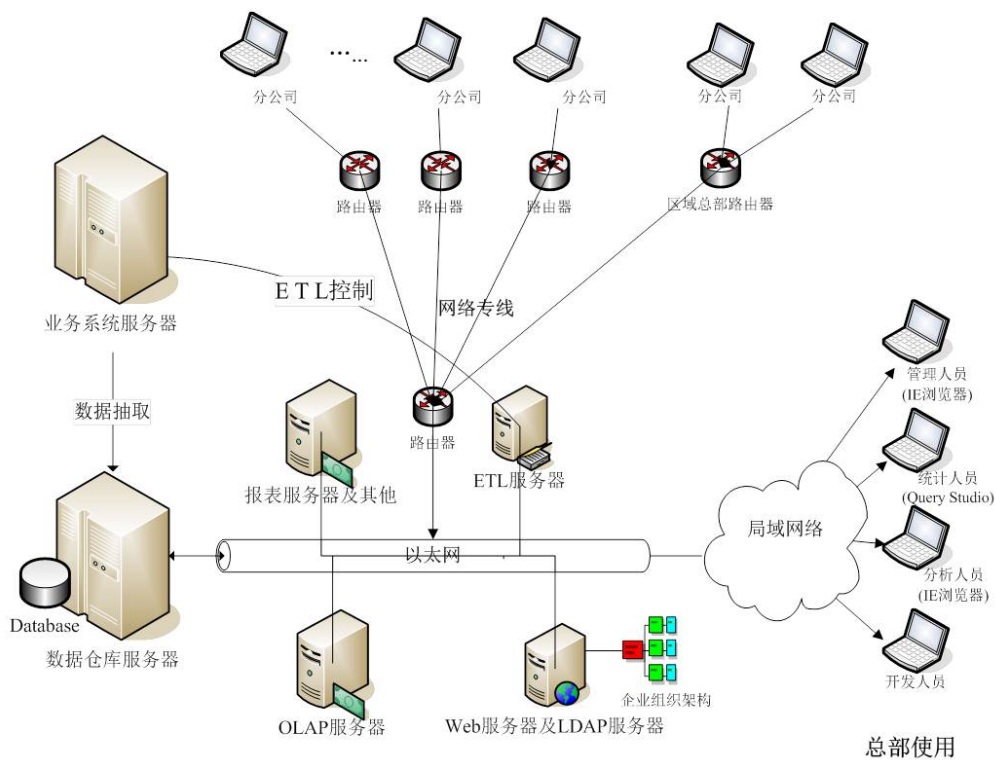 分公司
...
...
分公司
分公司
分公司
分公司
路由器
路由器
路由器
区域总部路由器
E T L控制
网络专线
业务系统服务器
数据抽取
管理人员
(IE浏览器)
路由器
报表服务器及其他
ETL服务器
统计人员
(Query Studio)
以太网
局域网络
分析人员
(IE浏览器)
Database
数据仓库服务器
开发人员
企业组织架构
OLAP服务器
Web服务器及LDAP服务器
总部使用